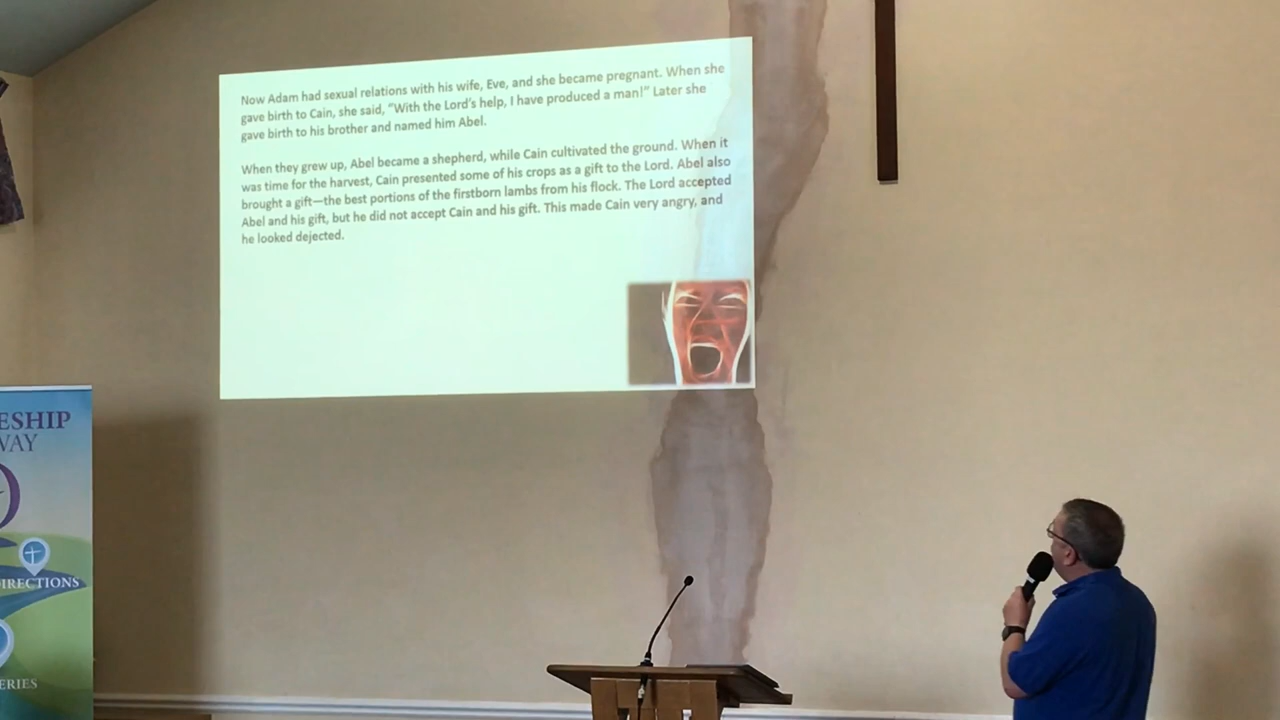 Now Adam had sexual relations with his wife, Eve, and she became pregnant. When she
gave birth to Cain, she said, “With the Lord’s help, I have produced a man!” Later she
gave birth to his brother and named him Abel.
When they grew up, Abel became a shepherd, while Cain cultivated the ground. When it
was time for the harvest, Cain presented some of his crops as a gift to the Lord. Abel also
brought a gift—the best portions of the firstborn lambs from his flock. The Lord accepted
Abel and his gift, but he did not accept Cain and his gift. This made Cain very angry, and
he looked dejected.
ESHIP
WAY
IRECTIONS
ERIES